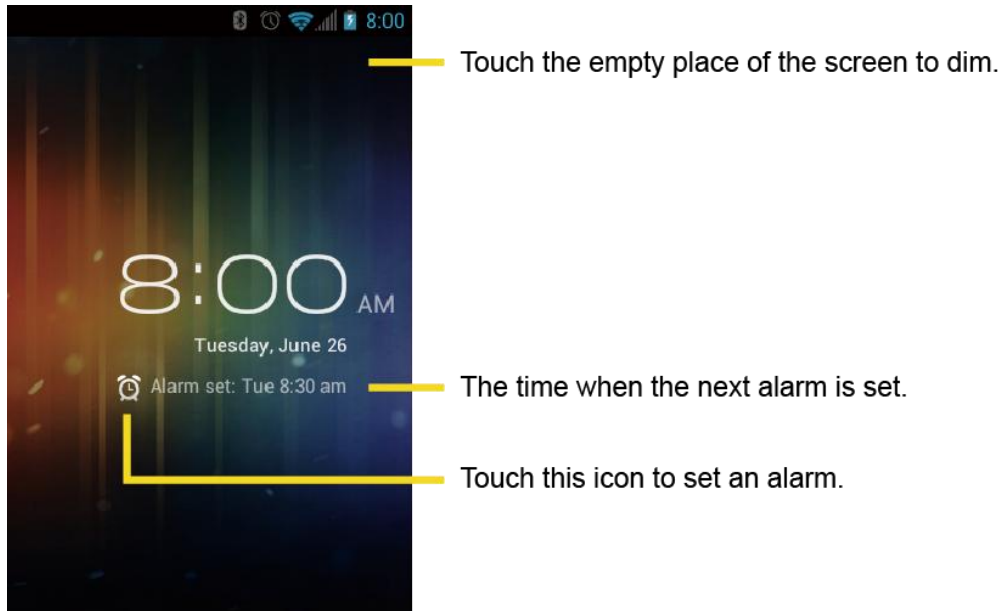 8:00
Touch the empty place of the screen to dim.
8:00 AM
Tuesday, June 26
Alarm set: Tue 8:30 am
The time when the next alarm is set.
Touch this icon to set an alarm.